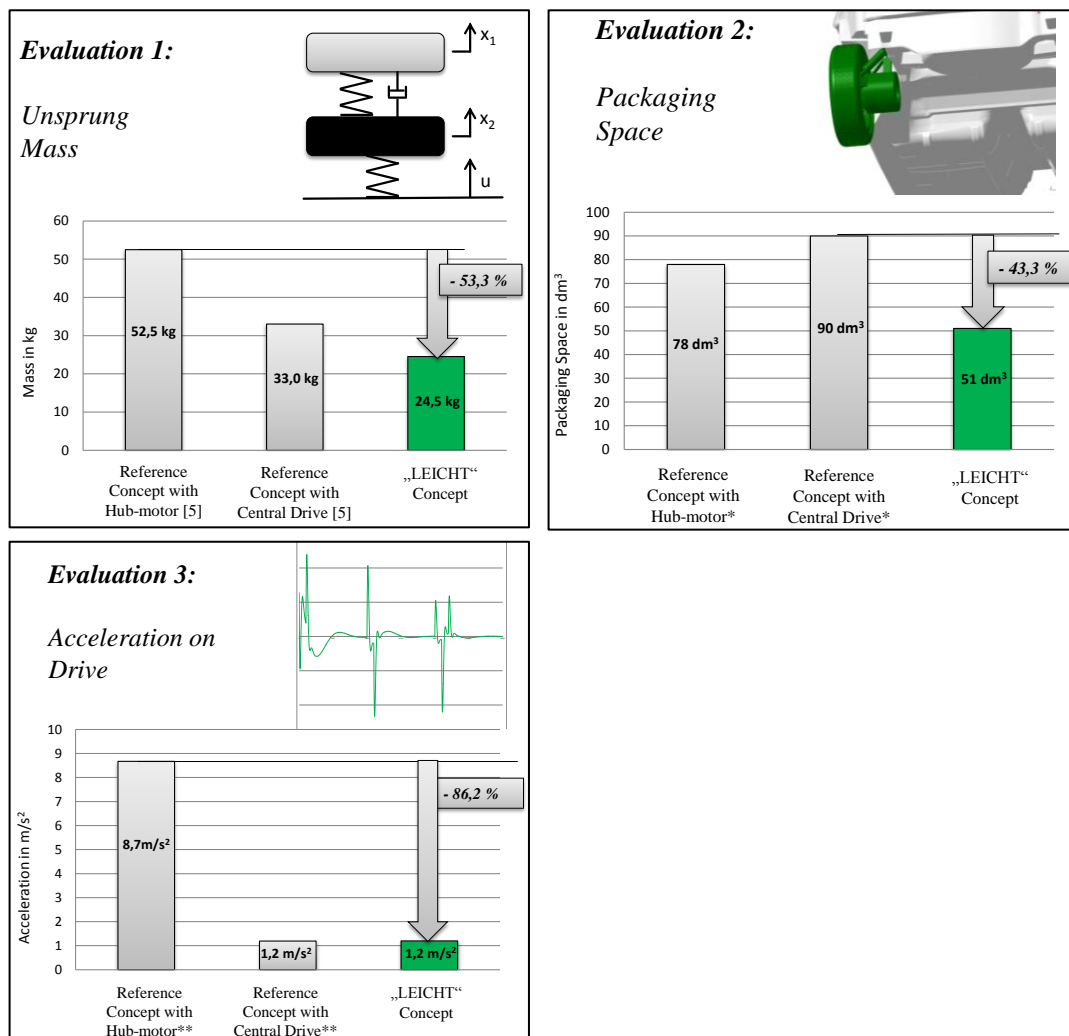 Evaluation 1:
Unsprung
Mass
x1
x2
u
60
50
40
30
20
10
0
Mass in kg
52,5 kg
33,0 kg
24,5 kg
- 53,3 %
Reference
Concept with
Hub-motor [5]
Reference
Concept with
Central Drive [5]
„LEICHT“
Concept
Evaluation 2:
Packaging
Space
100
90
80
70
60
50
40
30
20
10
0
Packaging Space in dm³
78 dm³
90 dm³
51 dm³
- 43,3 %
Reference
Concept with
Hub-motor*
Reference
Concept with
Central Drive*
„LEICHT“
Concept
Evaluation 3:
Acceleration on
Drive
10
9
8
7
6
5
4
3
2
1
0
Acceleration in m/s²
8,7m/s²
1,2 m/s²
1,2 m/s²
- 86,2 %
Reference
Concept with
Hub-motor**
Reference
Concept with
Central Drive**
„LEICHT“
Concept